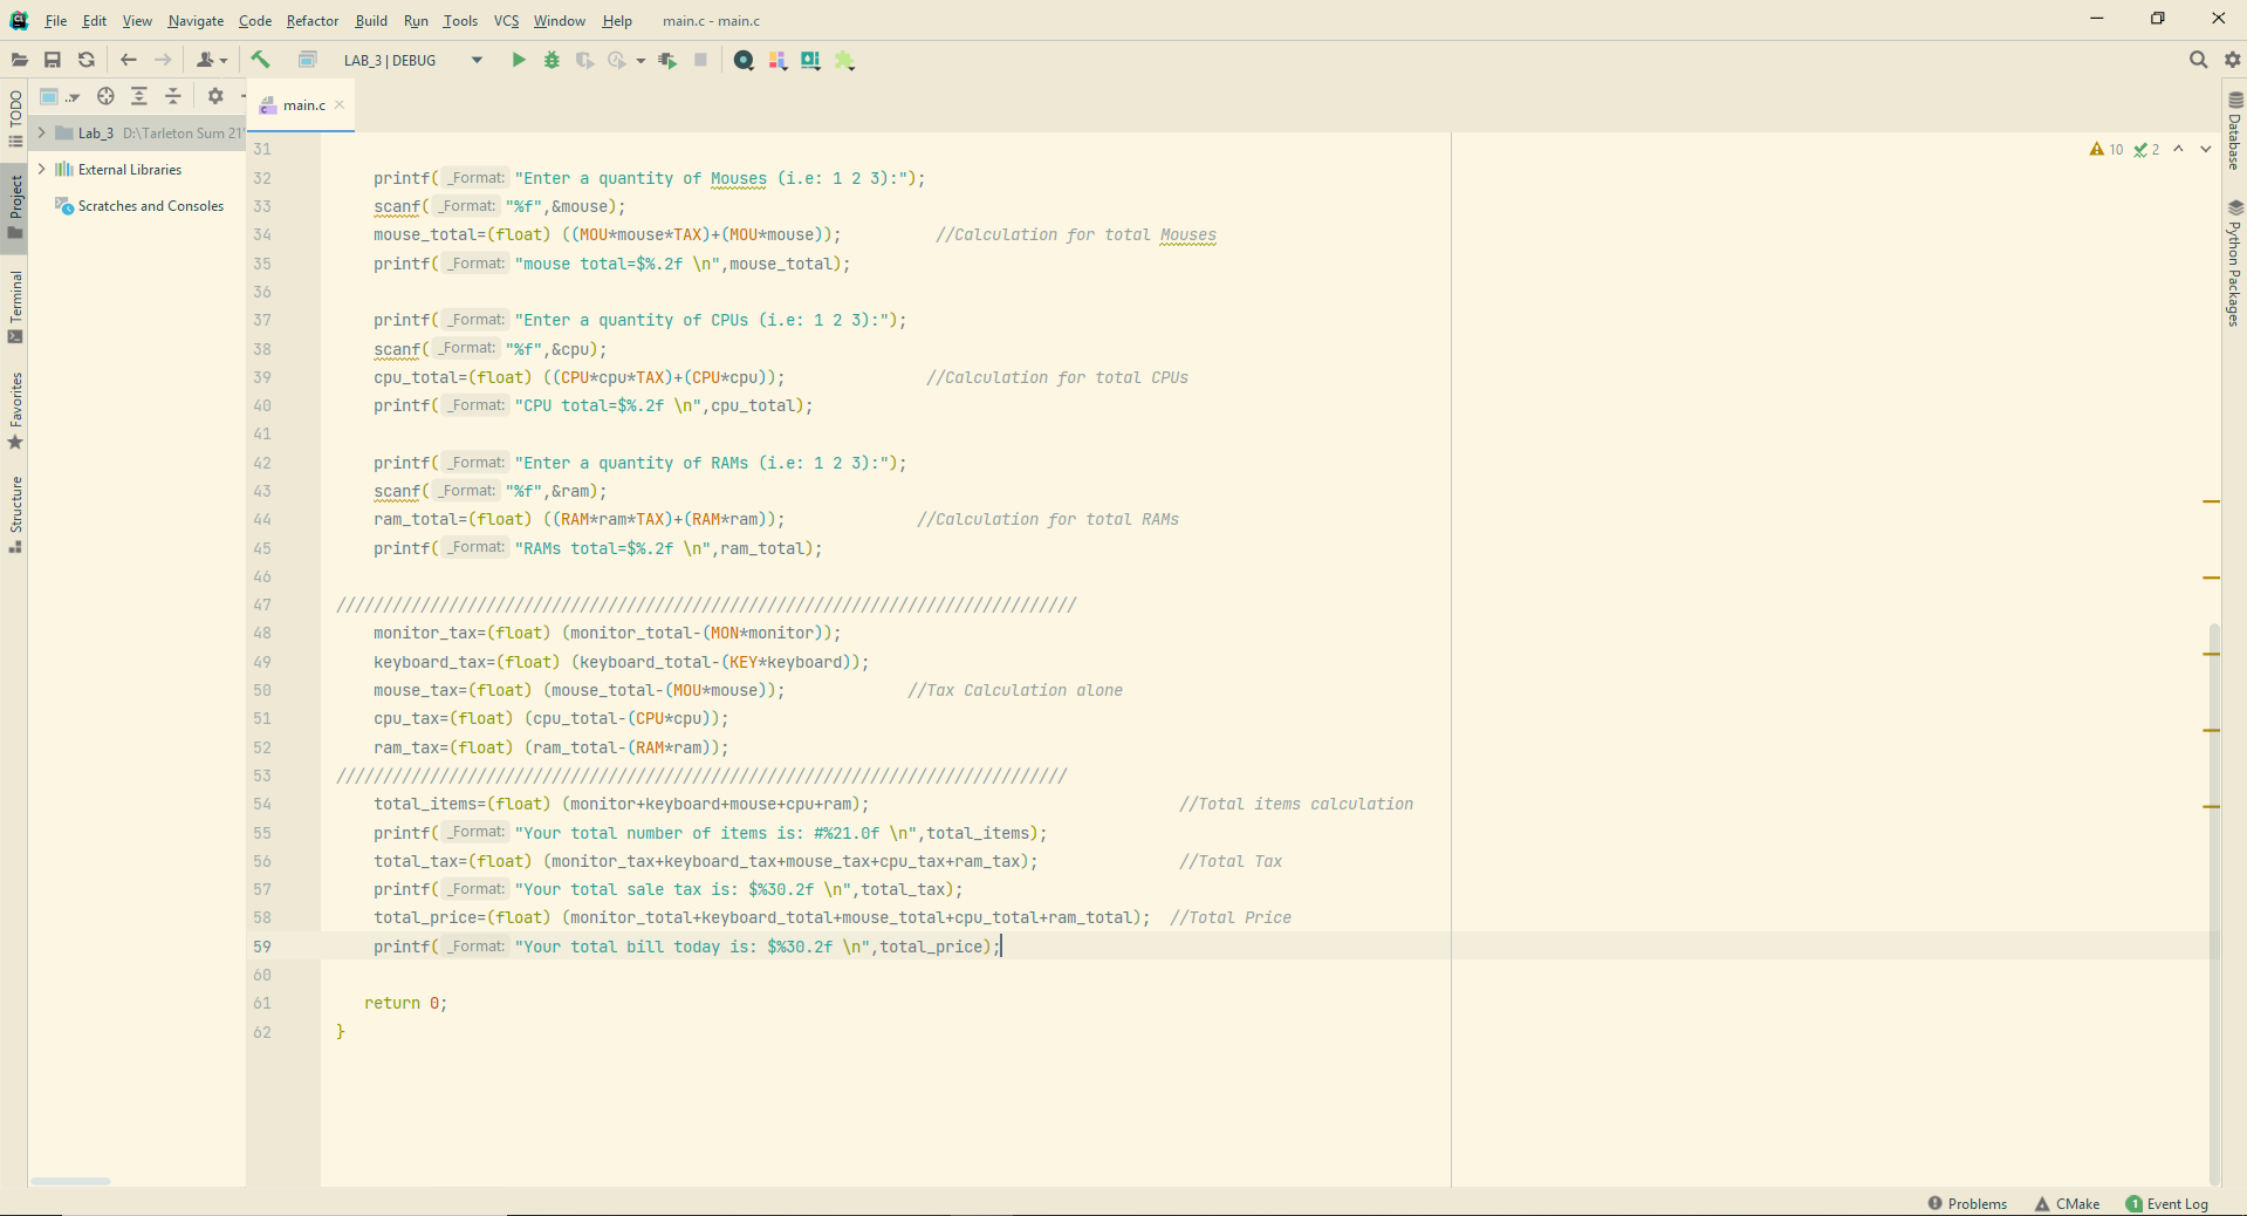 File Edit View Navigate Code Refactor Build Run Tools VCS Window Help main.c - main.c
LAB_3 | DEBUG
main.c
TODO
Project
Terminal
Favorites
Structure
Lab_3 D:\Tarleton Sum 21'
External Libraries
Scratches and Consoles
10 2
Database
Python Packages
31
32 printf( _Format: "Enter a quantity of Mouses (i.e: 1 2 3):");
33 scanf( _Format: "%f",&mouse);
34 mouse_total=(float) ((MOU*mouse*TAX)+(MOU*mouse)); //Calculation for total Mouses
35 printf( _Format: "mouse total=$%.2f \n",mouse_total);
36
37 printf( _Format: "Enter a quantity of CPUs (i.e: 1 2 3):");
38 scanf( _Format: "%f",&cpu);
39 cpu_total=(float) ((CPU*cpu*TAX)+(CPU*cpu)); //Calculation for total CPUs
40 printf( _Format: "CPU total=$%.2f \n",cpu_total);
41
42 printf( _Format: "Enter a quantity of RAMs (i.e: 1 2 3):");
43 scanf( _Format: "%f",&ram);
44 ram_total=(float) ((RAM*ram*TAX)+(RAM*ram)); //Calculation for total RAMs
45 printf( _Format: "RAMs total=$%.2f \n",ram_total);
46
47 ///////////////////////////////////////////////////////////////////////////////
48 monitor_tax=(float) (monitor_total-(MON*monitor));
49 keyboard_tax=(float) (keyboard_total-(KEY*keyboard));
50 mouse_tax=(float) (mouse_total-(MOU*mouse)); //Tax Calculation alone
51 cpu_tax=(float) (cpu_total-(CPU*cpu));
52 ram_tax=(float) (ram_total-(RAM*ram));
53 //////////////////////////////////////////////////////////////////////////////
54 total_items=(float) (monitor+keyboard+mouse+cpu+ram); //Total items calculation
55 printf( _Format: "Your total number of items is: #%21.0f \n",total_items);
56 total_tax=(float) (monitor_tax+keyboard_tax+mouse_tax+cpu_tax+ram_tax); //Total Tax
57 printf( _Format: "Your total sale tax is: $%30.2f \n",total_tax);
58 total_price=(float) (monitor_total+keyboard_total+mouse_total+cpu_total+ram_total); //Total Price
59 printf( _Format: "Your total bill today is: $%30.2f \n",total_price);
60
61 return 0;
62 }
Problems CMake 1 Event Log